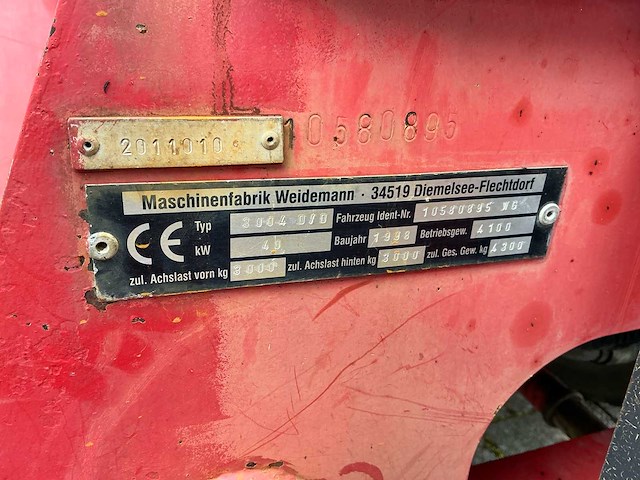 10580895
2011010
Maschinenfabrik Weidemann · 34519 Diemelsee-Flechtdorf
CE Typ 3004 D/D Fahrzeug Ident-Nr. 10580895 WG
kW 40 Baujahr 1998 Betriebsgew. 4100
zul. Achslast vorn kg 3000 zul. Achslast hinten kg 3000 zul. Ges. Gew. kg 4300